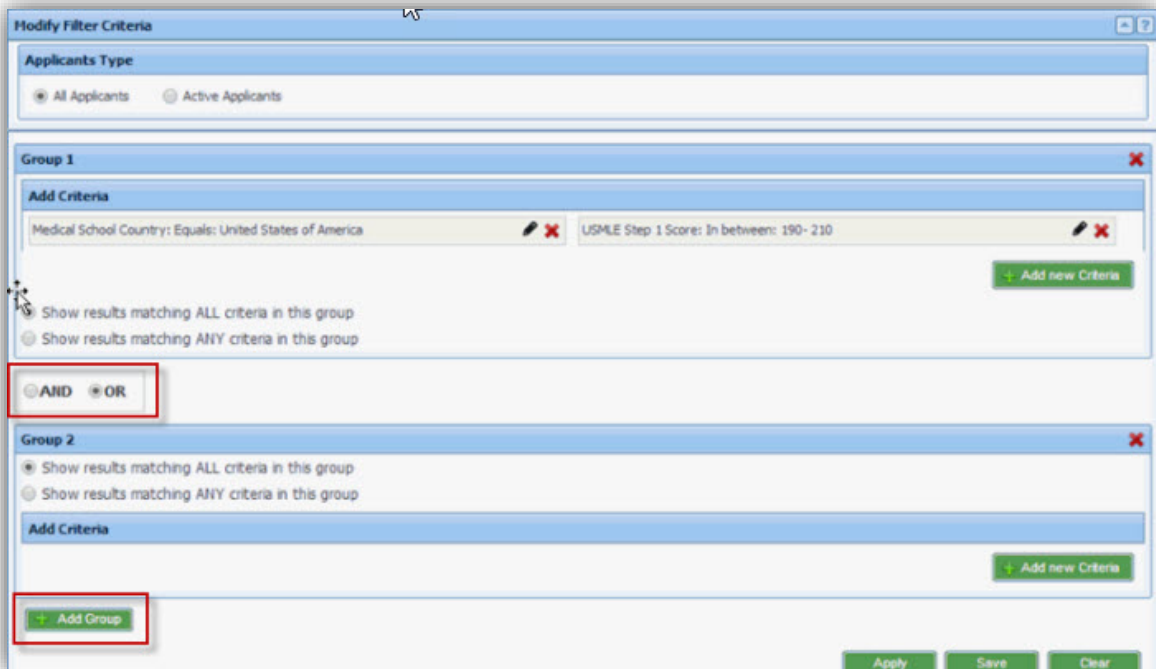 Modify Filter Criteria
Applicants Type
All Applicants Active Applicants
Group 1
Add Criteria
Medical School Country: Equals: United States of America USMLE Step 1 Score: In between: 190- 210
+ Add new Criteria
Show results matching ALL criteria in this group
Show results matching ANY criteria in this group
AND OR
Group 2
Show results matching ALL criteria in this group
Show results matching ANY criteria in this group
Add Criteria
+ Add new Criteria
+ Add Group
Apply Save Clear